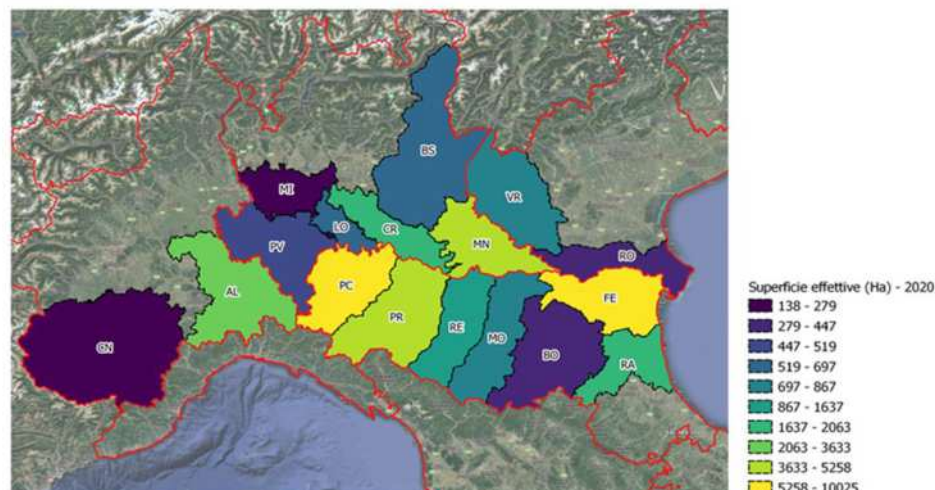 BS
MI
VR
LO
CR
PV
MN
RO
AL
PC
FE
PR
RE
MO
CN
BO
RA
V
Superficie effettive (Ha) - 2020
138 - 279
279 - 447
447 - 519
519 - 697
697 - 867
867 - 1637
1637 - 2063
2063 - 3633
3633 - 5258
5258 - 10025